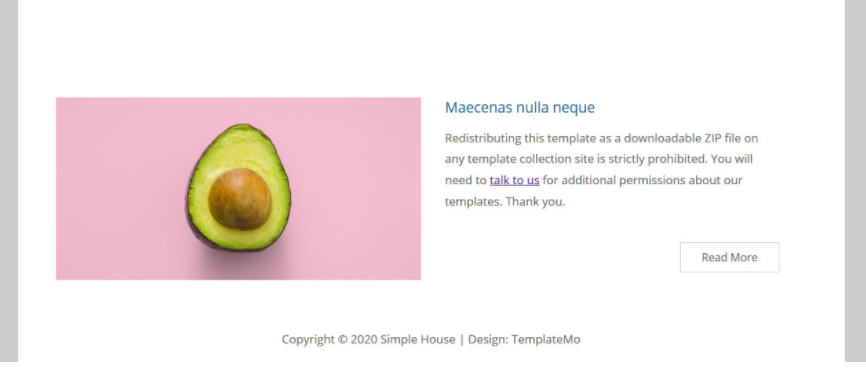 Maecenas nulla neque
Redistributing this template as a downloadable ZIP file on
any template collection site is strictly prohibited. You will
need to talk to us for additional permissions about our
templates. Thank you.
Read More
Copyright © 2020 Simple House | Design: TemplateMo